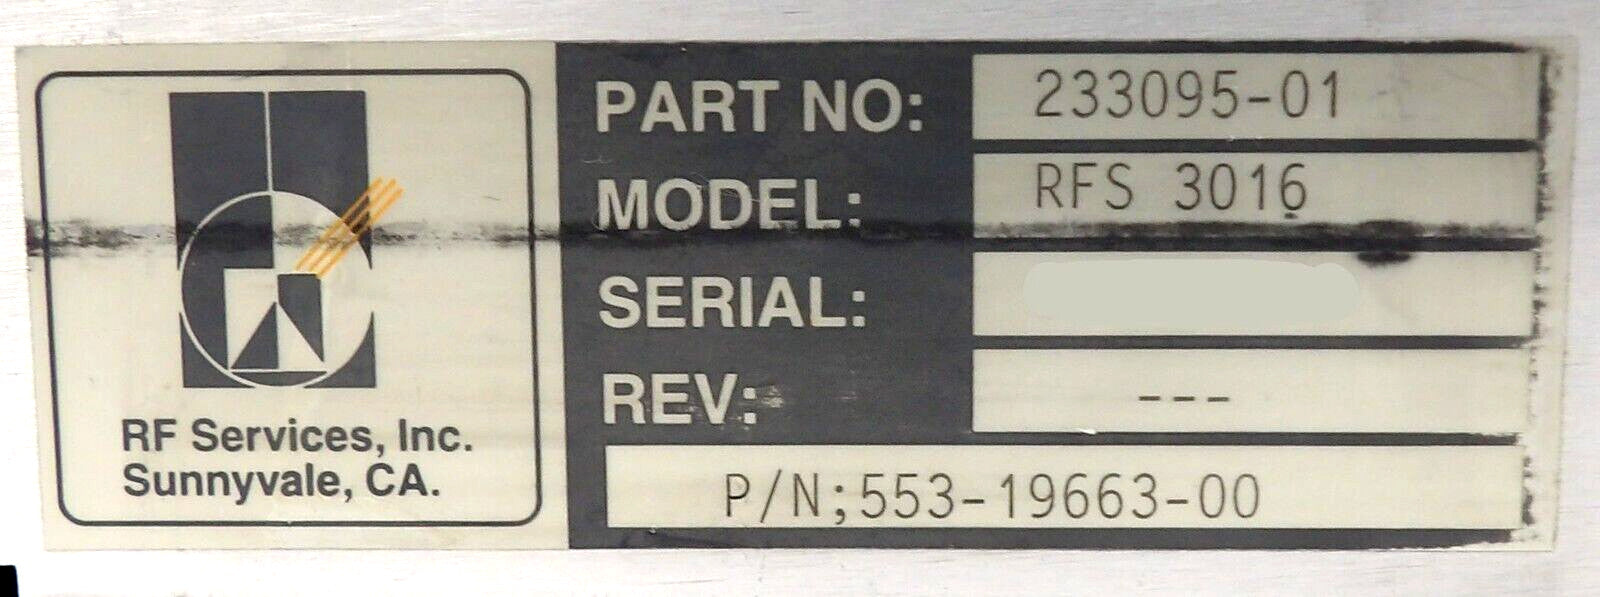 RF Services, Inc.
Sunnyvale, CA.
PART NO: 233095-01
MODEL: RFS 3016
SERIAL:
REV: ---
P/N;553-19663-00